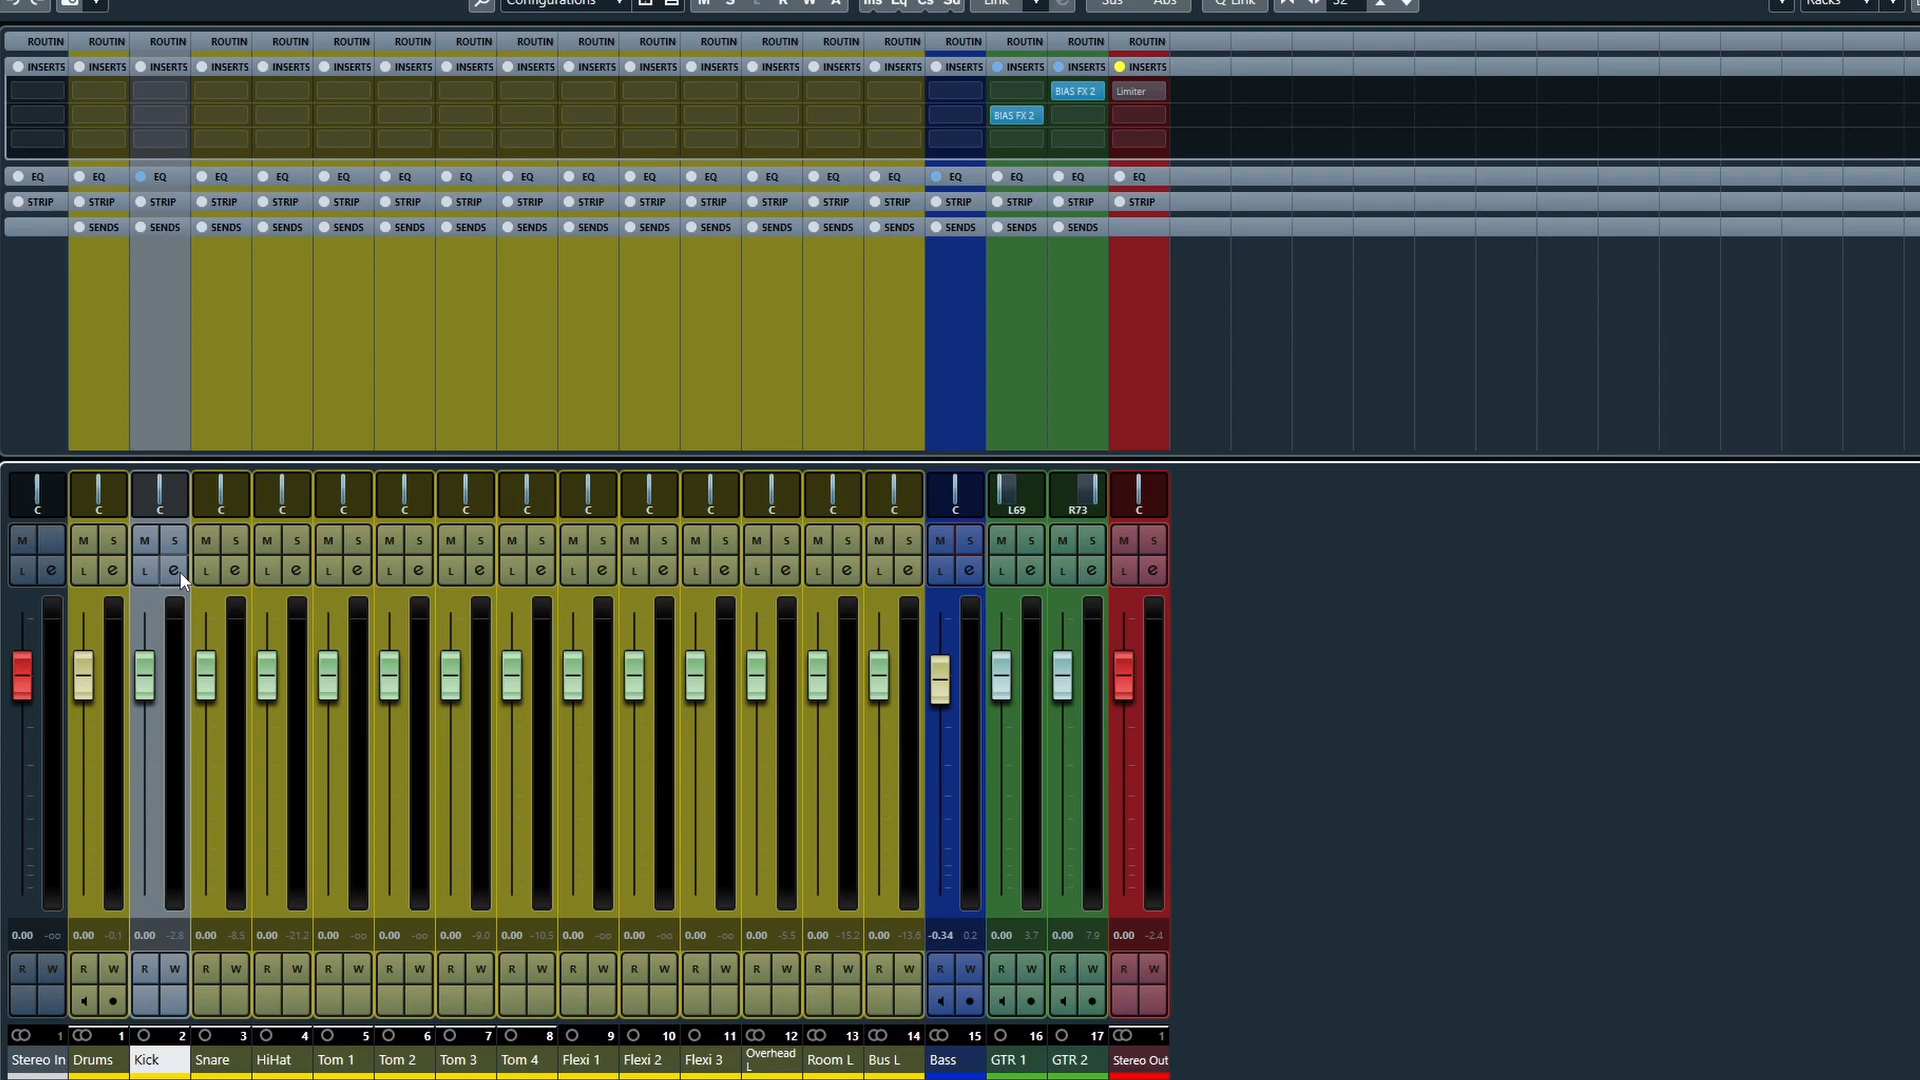 Configurations M S L R W A Ins Eq Cs Sd Link Sus Abs Q-Link 32 Racks
ROUTIN ROUTIN ROUTIN ROUTIN ROUTIN ROUTIN ROUTIN ROUTIN ROUTIN ROUTIN ROUTIN ROUTIN ROUTIN ROUTIN ROUTIN ROUTIN ROUTIN ROUTIN ROUTIN
INSERTS INSERTS INSERTS INSERTS INSERTS INSERTS INSERTS INSERTS INSERTS INSERTS INSERTS INSERTS INSERTS INSERTS INSERTS INSERTS INSERTS INSERTS INSERTS
BIAS FX 2 Limiter
BIAS FX 2
EQ EQ EQ EQ EQ EQ EQ EQ EQ EQ EQ EQ EQ EQ EQ EQ EQ EQ EQ
STRIP STRIP STRIP STRIP STRIP STRIP STRIP STRIP STRIP STRIP STRIP STRIP STRIP STRIP STRIP STRIP STRIP STRIP STRIP
SENDS SENDS SENDS SENDS SENDS SENDS SENDS SENDS SENDS SENDS SENDS SENDS SENDS SENDS SENDS SENDS SENDS
C C C C C C C C C C C C C C C C L69 R73 C
M M S M S M S M S M S M S M S M S M S M S M S M S M S M S M S M S M S M S
L e L e L e L e L e L e L e L e L e L e L e L e L e L e L e L e L e L e L e
0.00 -oo 0.00 -0.1 0.00 -2.8 0.00 -8.5 0.00 -21.2 0.00 -oo 0.00 -oo 0.00 -9.0 0.00 -10.5 0.00 -oo 0.00 -oo 0.00 -oo 0.00 -5.5 0.00 -15.2 0.00 -13.6 -0.34 0.2 0.00 3.7 0.00 7.9 0.00 -2.4
R W R W R W R W R W R W R W R W R W R W R W R W R W R W R W R W R W R W R W
1 1 2 3 4 5 6 7 8 9 10 11 12 13 14 15 16 17 1
Stereo In Drums Kick Snare HiHat Tom 1 Tom 2 Tom 3 Tom 4 Flexi 1 Flexi 2 Flexi 3 Overhead L Room L Bus L Bass GTR 1 GTR 2 Stereo Out